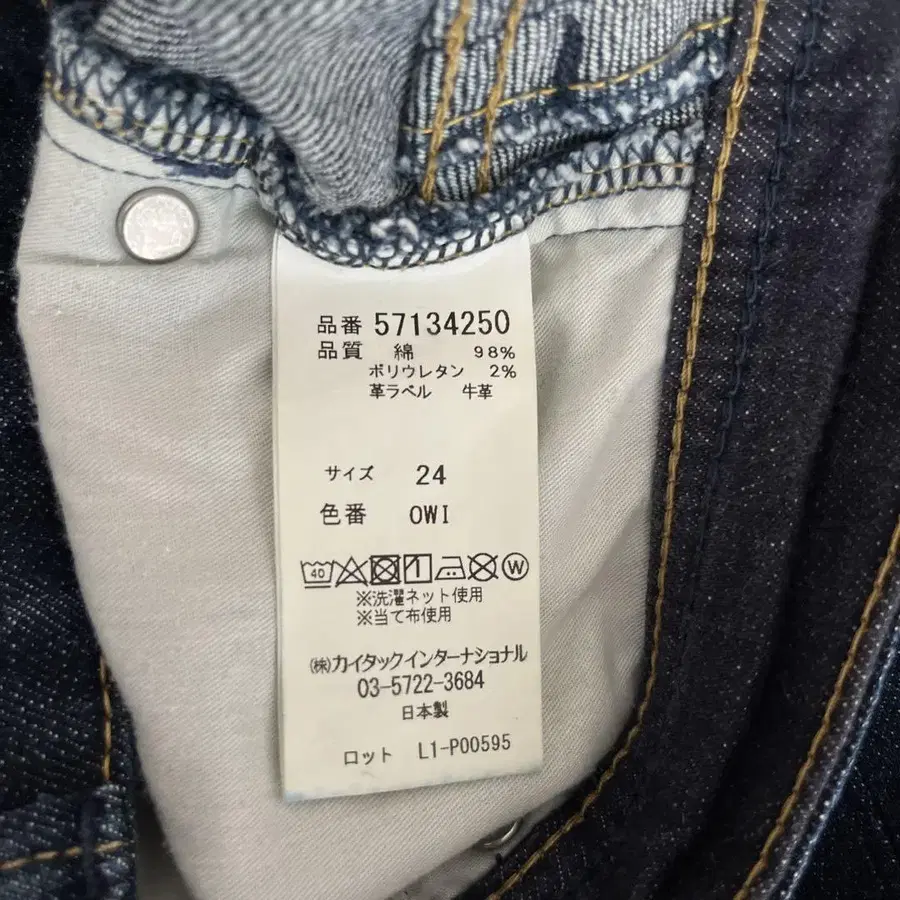 品番 57134250
品質 綿 98%
ポリウレタン 2%
革ラベル 牛革
サイズ 24
色番 OWI
40 1 W
※洗濯ネット使用
※当て布使用
(株)カイタックインターナショナル
03-5722-3684
日本製
ロット L1-P00595